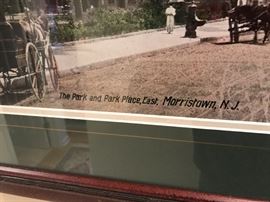 The Park and Park Place, East, Morristown, N. J.